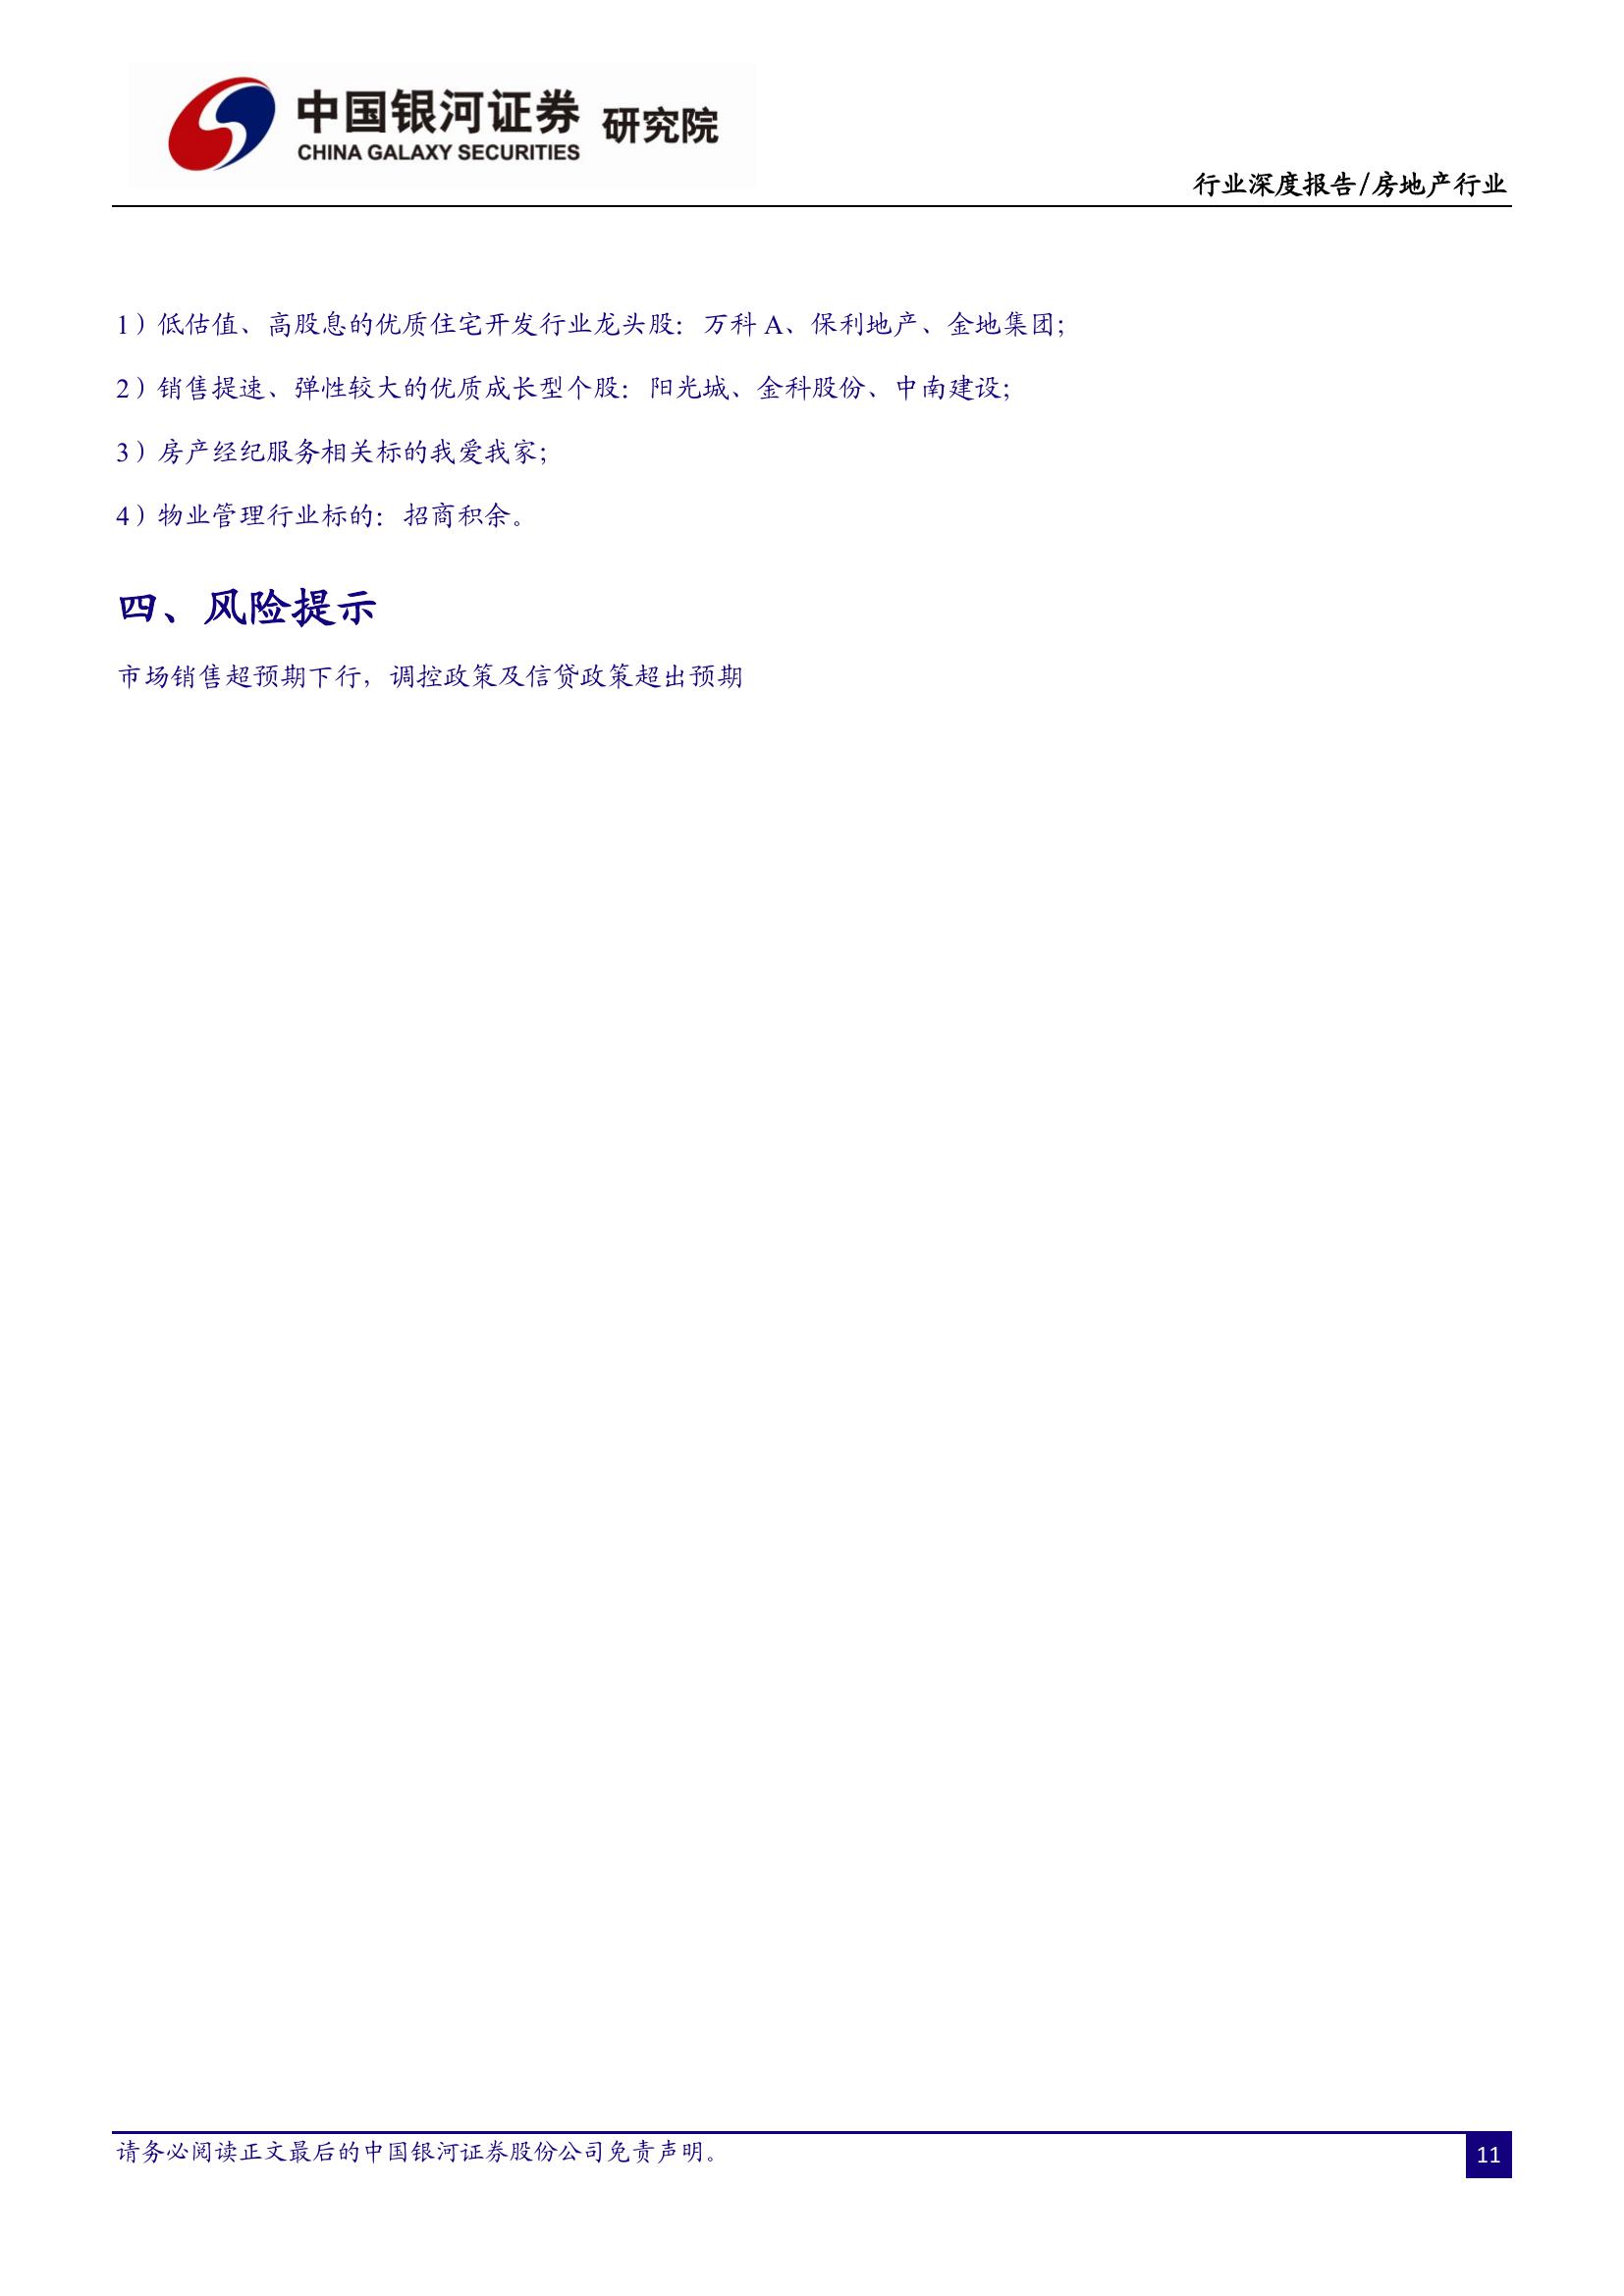 中国银河证券 研究院
CHINA GALAXY SECURITIES
行业深度报告/房地产行业
1）低估值、高股息的优质住宅开发行业龙头股：万科 A、保利地产、金地集团；
2）销售提速、弹性较大的优质成长型个股：阳光城、金科股份、中南建设；
3）房产经纪服务相关标的我爱我家；
4）物业管理行业标的：招商积余。
四、风险提示
市场销售超预期下行，调控政策及信贷政策超出预期
请务必阅读正文最后的中国银河证券股份公司免责声明。
11